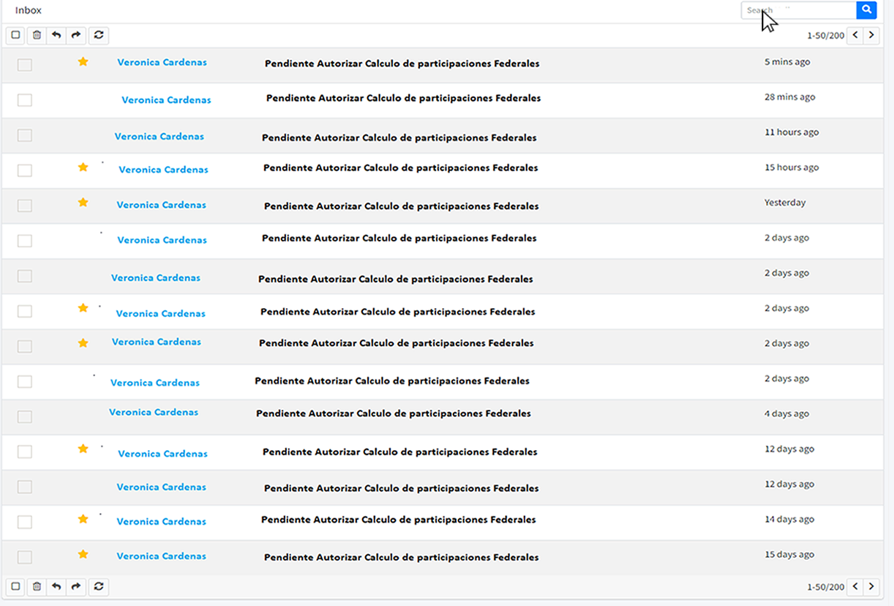 Inbox
Search
1-50/200
Veronica Cardenas Pendiente Autorizar Calculo de participaciones Federales 5 mins ago
Veronica Cardenas Pendiente Autorizar Calculo de participaciones Federales 28 mins ago
Veronica Cardenas Pendiente Autorizar Calculo de participaciones Federales 11 hours ago
Veronica Cardenas Pendiente Autorizar Calculo de participaciones Federales 15 hours ago
Veronica Cardenas Pendiente Autorizar Calculo de participaciones Federales Yesterday
Veronica Cardenas Pendiente Autorizar Calculo de participaciones Federales 2 days ago
Veronica Cardenas Pendiente Autorizar Calculo de participaciones Federales 2 days ago
Veronica Cardenas Pendiente Autorizar Calculo de participaciones Federales 2 days ago
Veronica Cardenas Pendiente Autorizar Calculo de participaciones Federales 2 days ago
Veronica Cardenas Pendiente Autorizar Calculo de participaciones Federales 2 days ago
Veronica Cardenas Pendiente Autorizar Calculo de participaciones Federales 4 days ago
Veronica Cardenas Pendiente Autorizar Calculo de participaciones Federales 12 days ago
Veronica Cardenas Pendiente Autorizar Calculo de participaciones Federales 12 days ago
Veronica Cardenas Pendiente Autorizar Calculo de participaciones Federales 14 days ago
Veronica Cardenas Pendiente Autorizar Calculo de participaciones Federales 15 days ago
1-50/200